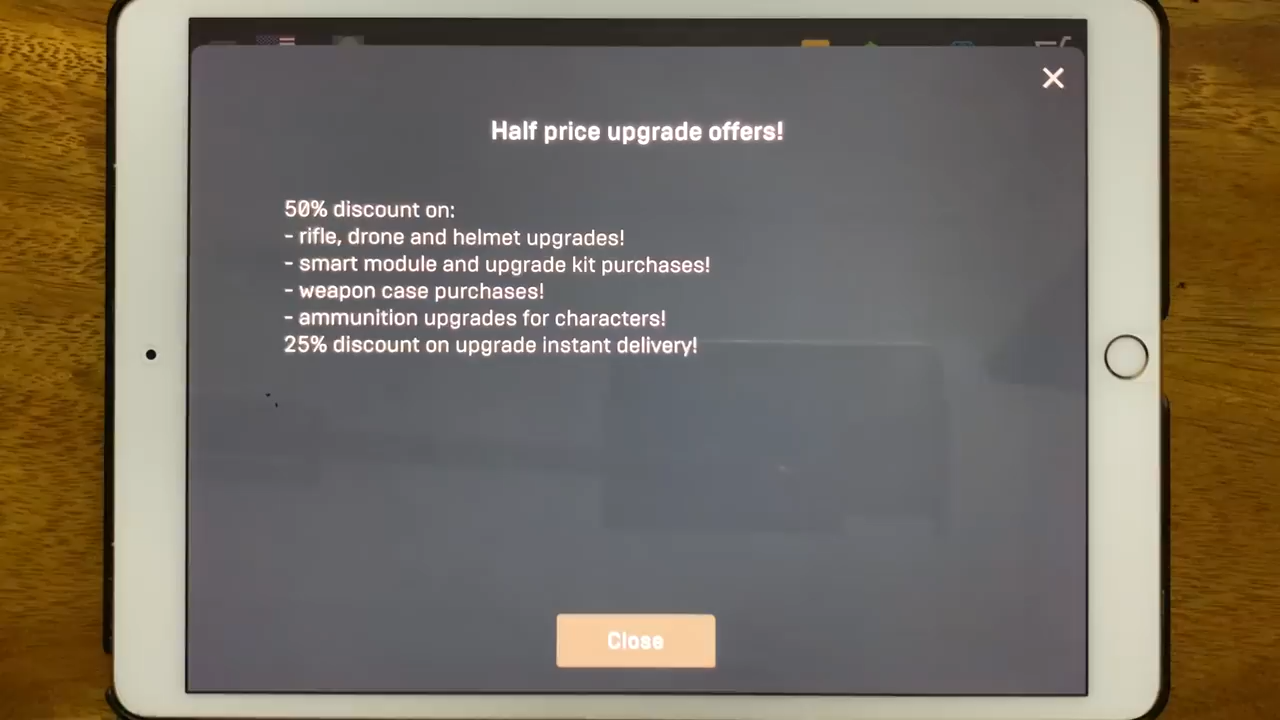 Half price upgrade offers!
50% discount on:
- rifle, drone and helmet upgrades!
- smart module and upgrade kit purchases!
- weapon case purchases!
- ammunition upgrades for characters!
25% discount on upgrade instant delivery!
Close